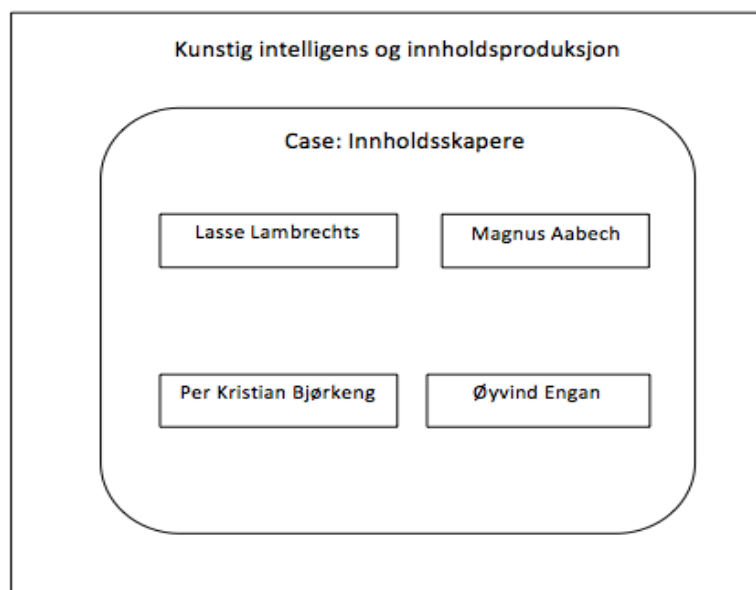 Kunstig intelligens og innholdsproduksjon
Case: Innholdsskapere
Lasse Lambrechts
Magnus Aabech
Per Kristian Bjørkeng
Øyvind Engan